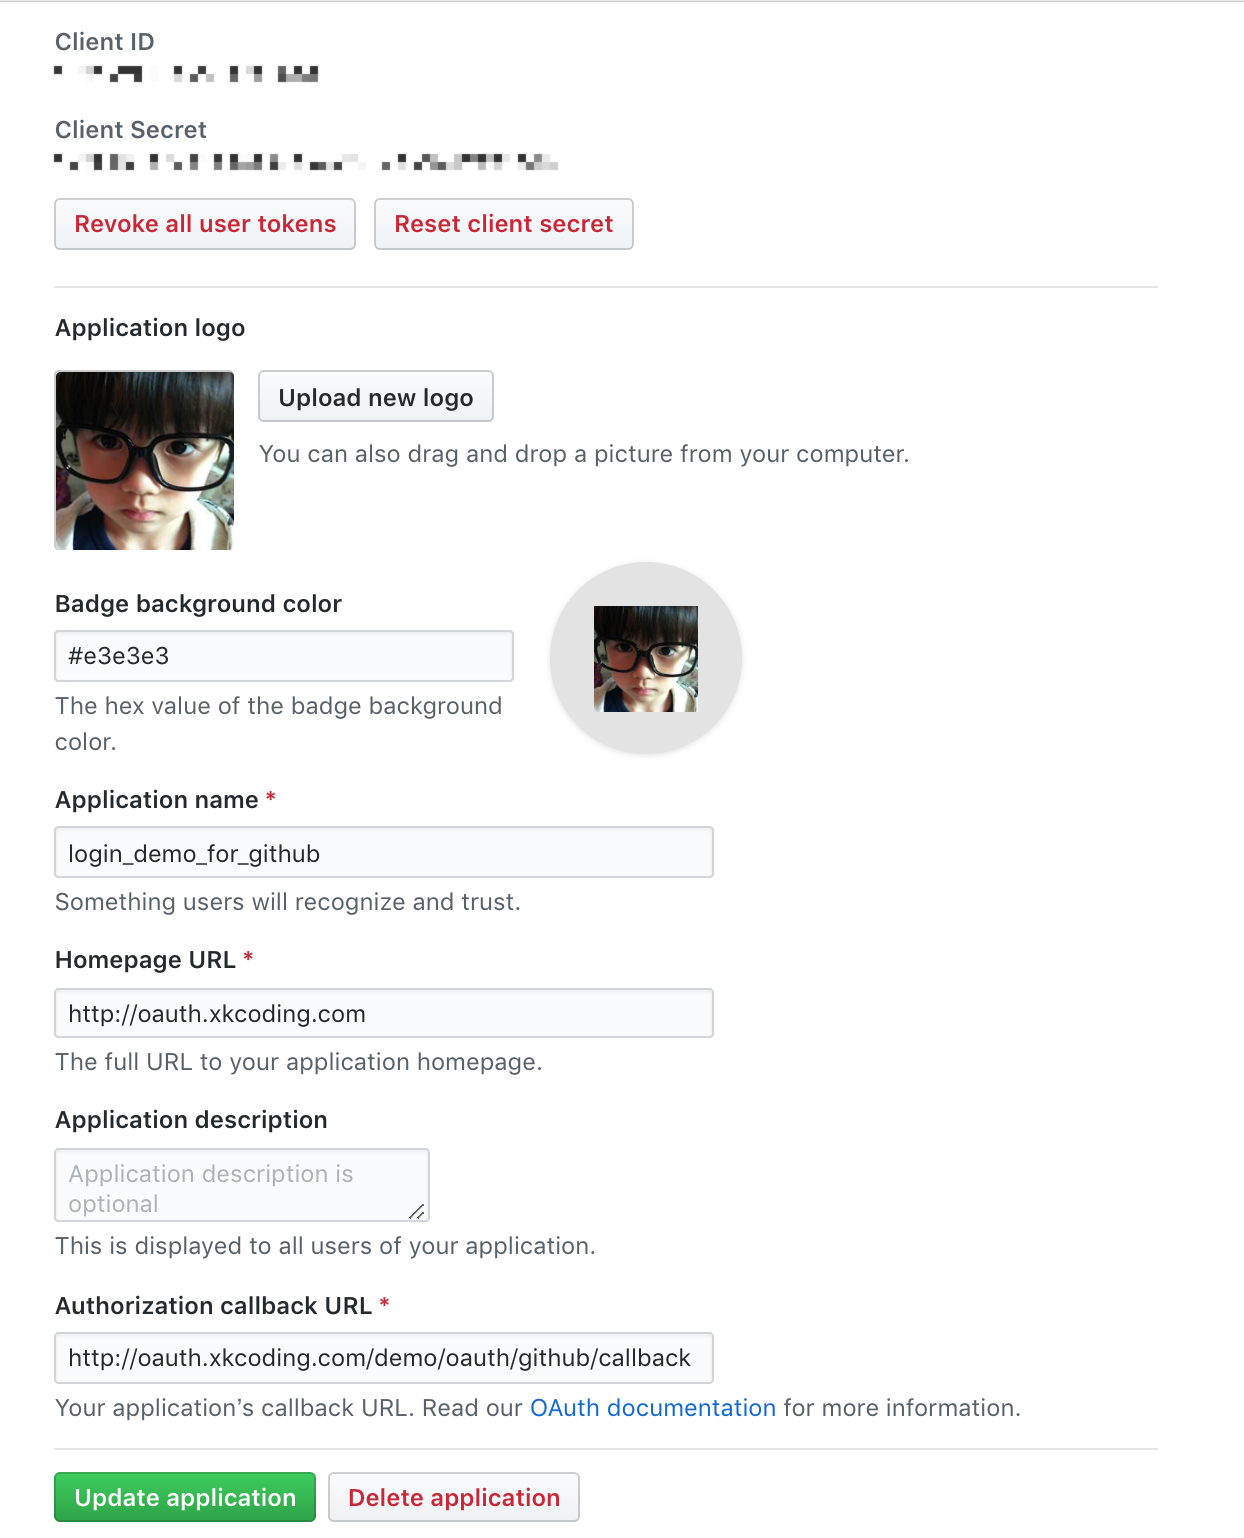 Client ID
Client Secret
Revoke all user tokens
Reset client secret
Application logo
Upload new logo
You can also drag and drop a picture from your computer.
Badge background color
#e3e3e3
The hex value of the badge background
color.
Application name *
login_demo_for_github
Something users will recognize and trust.
Homepage URL *
http://oauth.xkcoding.com
The full URL to your application homepage.
Application description
Application description is
optional
This is displayed to all users of your application.
Authorization callback URL *
http://oauth.xkcoding.com/demo/oauth/github/callback
Your application’s callback URL. Read our OAuth documentation for more information.
Update application
Delete application